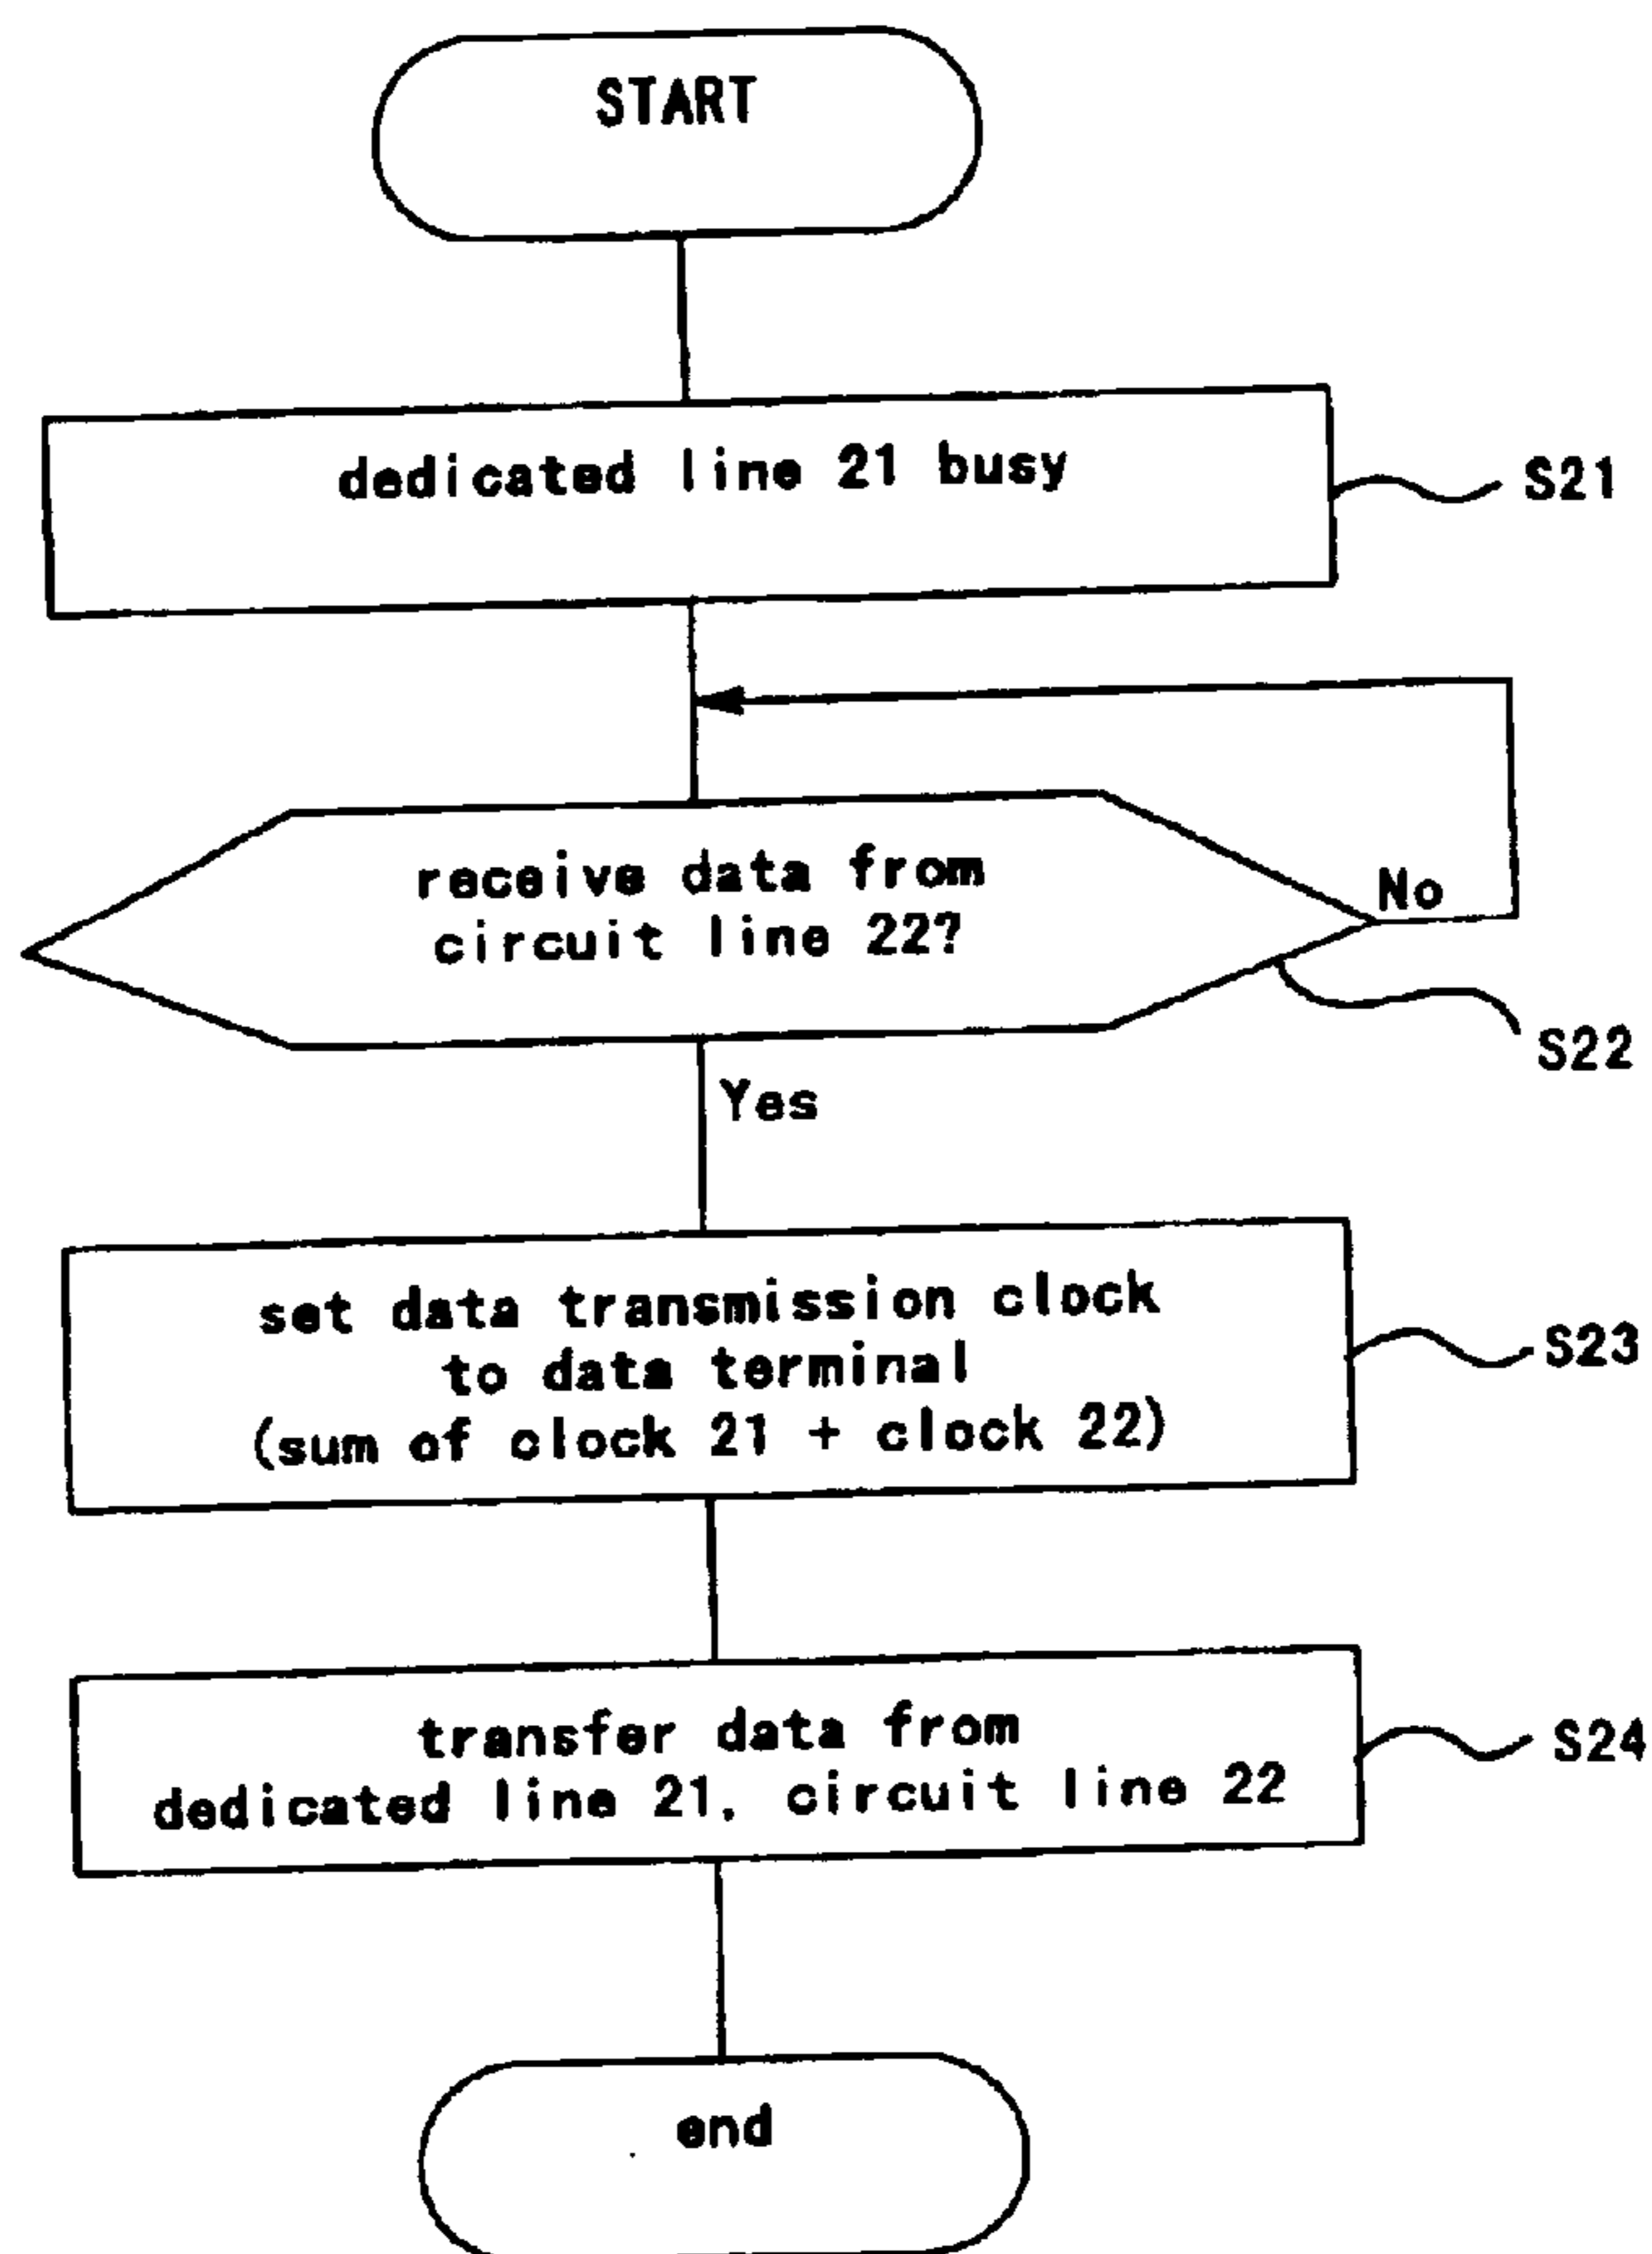 START
dedicated line 21 busy
S21
receive data from
circuit line 22?
No
S22
Yes
set data transmission clock
to data terminal
(sum of clock 21 + clock 22)
S23
transfer data from
dedicated line 21, circuit line 22
S24
end